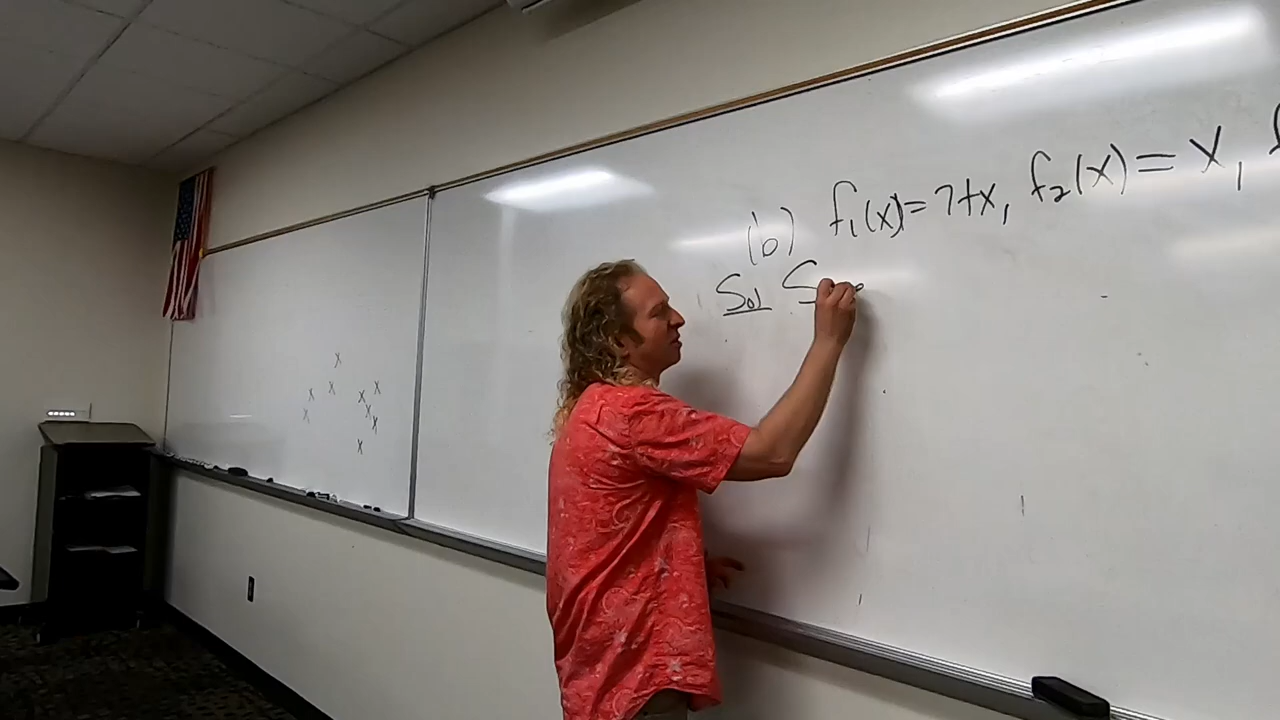 (b) f₁(x)=7+x, f₂(x)=x, f
Sol S
x x x x x x x x x x